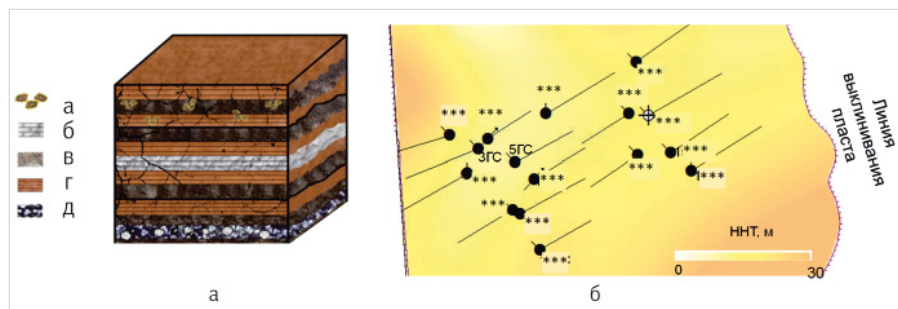 а
б
в
г
д
а
***
***
***
***
***
***
3ГС
5ГС
***
***
***
***
***
***
***
Линия
выклинивания
пласта
ННТ, м
0
30
б